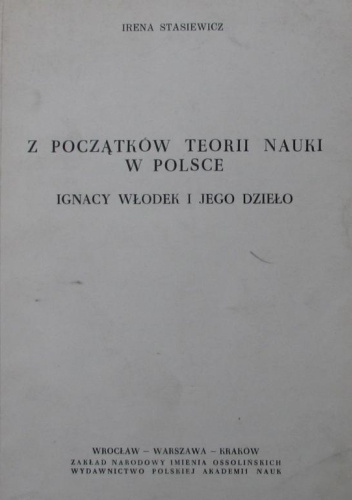 IRENA STASIEWICZ
Z POCZĄTKÓW TEORII NAUKI
W POLSCE
IGNACY WŁODEK I JEGO DZIEŁO
WROCŁAW – WARSZAWA – KRAKÓW
ZAKŁAD NARODOWY IMIENIA OSSOLIŃSKICH
WYDAWNICTWO POLSKIEJ AKADEMII NAUK